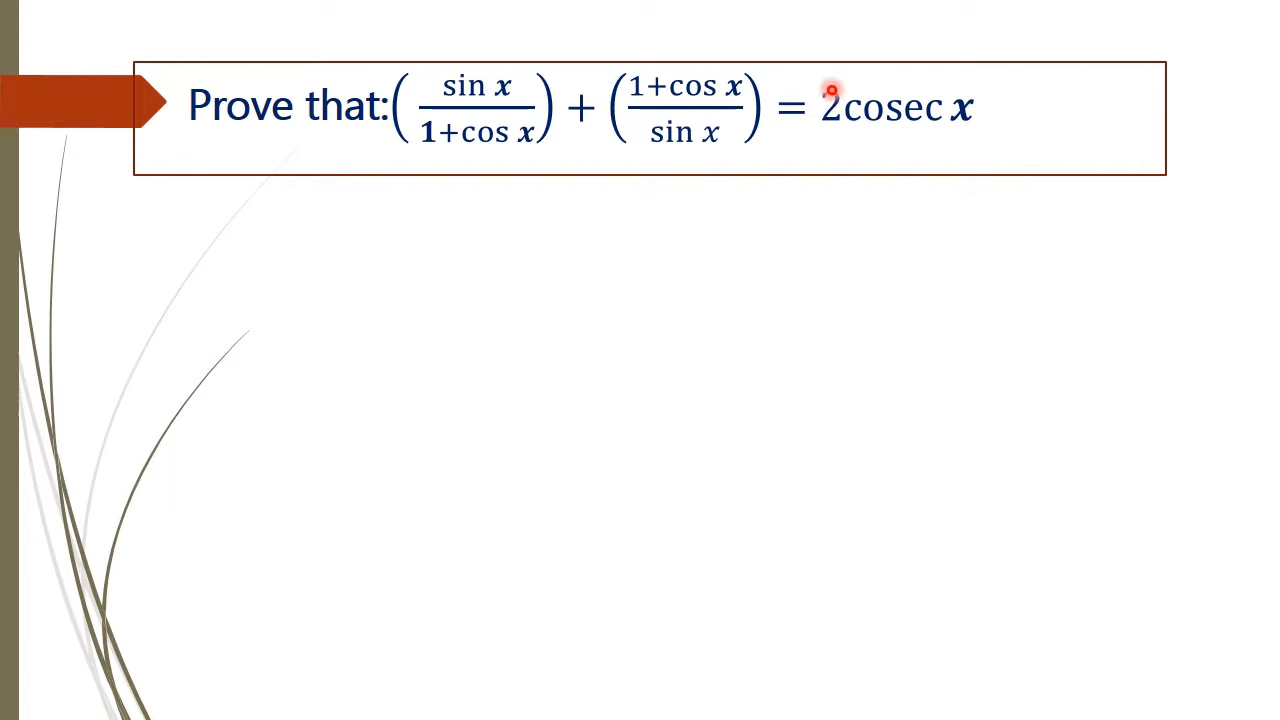 Prove that: (sin x / 1+cos x) + (1+cos x / sin x) = 2cosec x